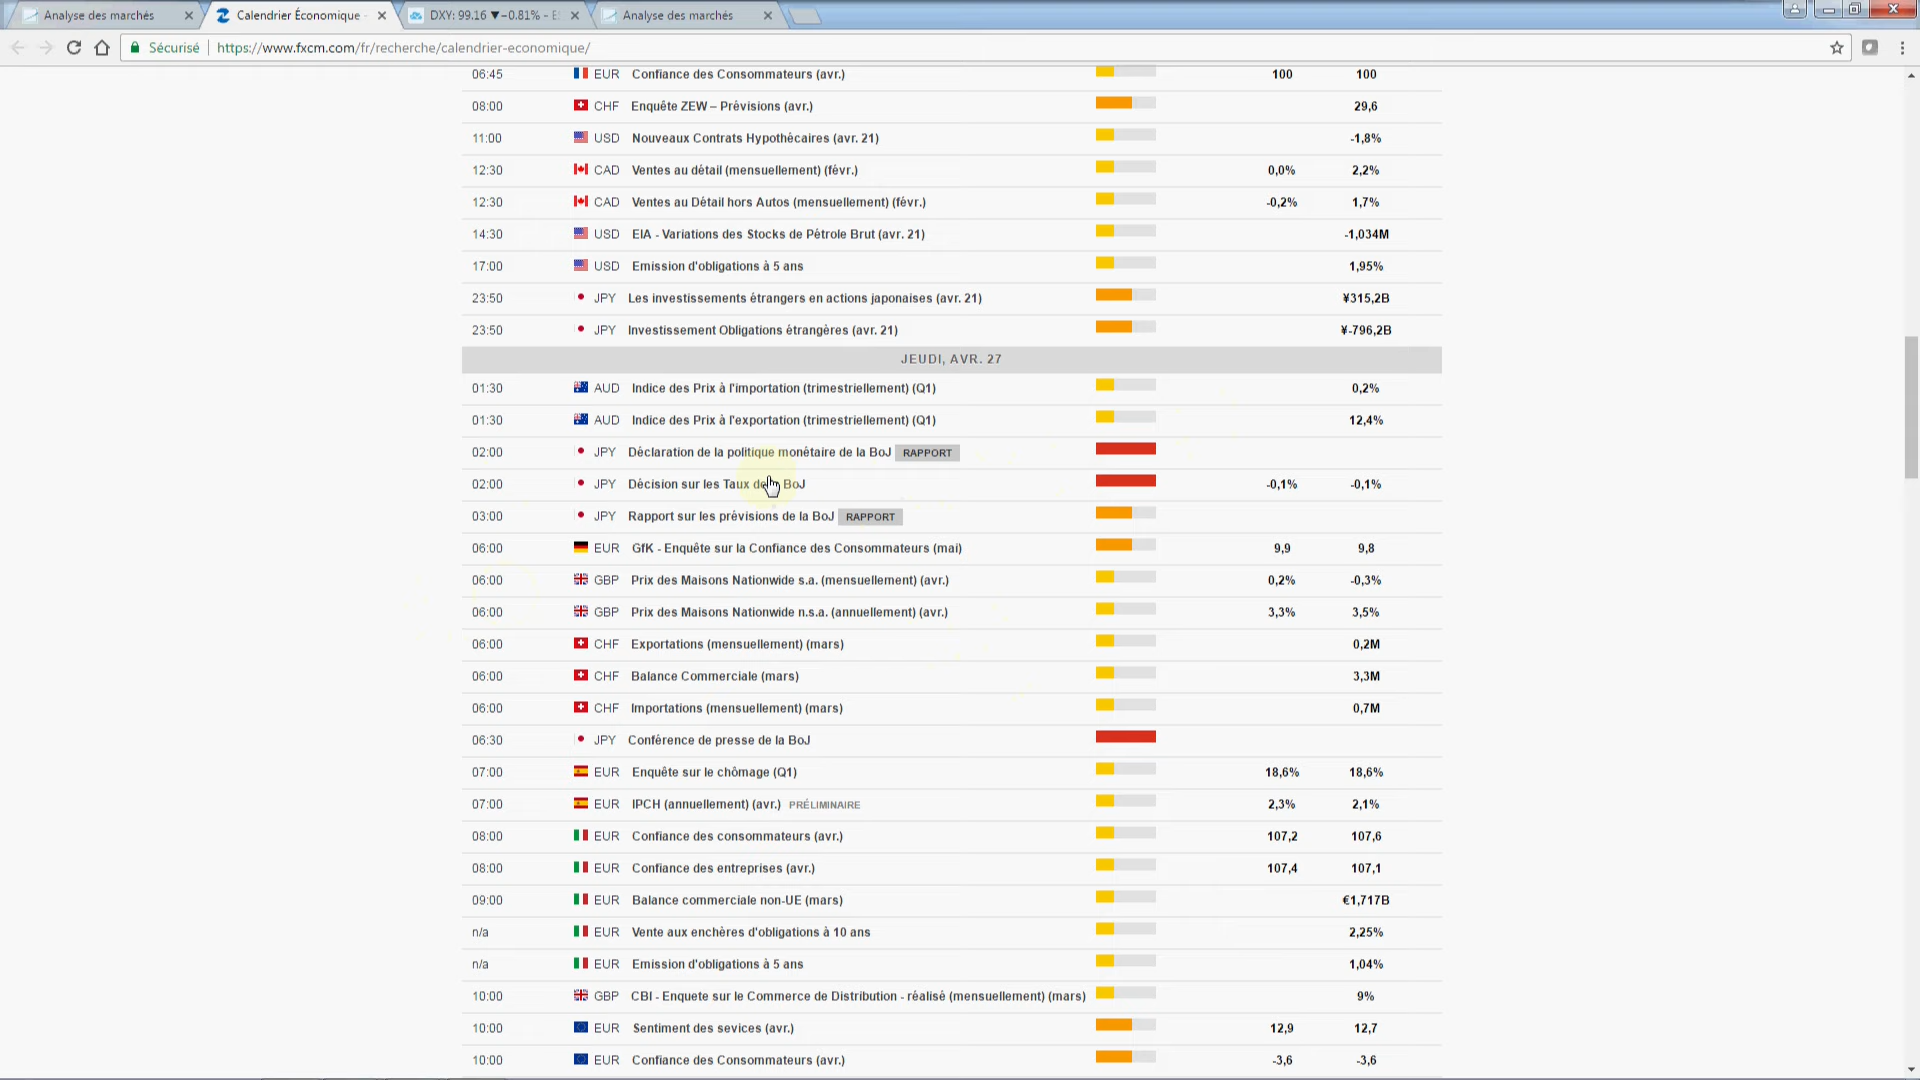 Analyse des marchés
Calendrier Économique -
DXY: 99.16 ▼−0.81% -
Analyse des marchés
Sécurisé | https://www.fxcm.com/fr/recherche/calendrier-economique/
06:45 EUR Confiance des Consommateurs (avr.) 100 100
08:00 CHF Enquête ZEW – Prévisions (avr.) 29,6
11:00 USD Nouveaux Contrats Hypothécaires (avr. 21) -1,8%
12:30 CAD Ventes au détail (mensuellement) (févr.) 0,0% 2,2%
12:30 CAD Ventes au Détail hors Autos (mensuellement) (févr.) -0,2% 1,7%
14:30 USD EIA - Variations des Stocks de Pétrole Brut (avr. 21) -1,034M
17:00 USD Emission d'obligations à 5 ans 1,95%
23:50 JPY Les investissements étrangers en actions japonaises (avr. 21) ¥315,2B
23:50 JPY Investissement Obligations étrangères (avr. 21) ¥-796,2B
JEUDI, AVR. 27
01:30 AUD Indice des Prix à l'importation (trimestriellement) (Q1) 0,2%
01:30 AUD Indice des Prix à l'exportation (trimestriellement) (Q1) 12,4%
02:00 JPY Déclaration de la politique monétaire de la BoJ RAPPORT
02:00 JPY Décision sur les Taux de BoJ -0,1% -0,1%
03:00 JPY Rapport sur les prévisions de la BoJ RAPPORT
06:00 EUR GfK - Enquête sur la Confiance des Consommateurs (mai) 9,9 9,8
06:00 GBP Prix des Maisons Nationwide s.a. (mensuellement) (avr.) 0,2% -0,3%
06:00 GBP Prix des Maisons Nationwide n.s.a. (annuellement) (avr.) 3,3% 3,5%
06:00 CHF Exportations (mensuellement) (mars) 0,2M
06:00 CHF Balance Commerciale (mars) 3,3M
06:00 CHF Importations (mensuellement) (mars) 0,7M
06:30 JPY Conférence de presse de la BoJ
07:00 EUR Enquête sur le chômage (Q1) 18,6% 18,6%
07:00 EUR IPCH (annuellement) (avr.) PRÉLIMINAIRE 2,3% 2,1%
08:00 EUR Confiance des consommateurs (avr.) 107,2 107,6
08:00 EUR Confiance des entreprises (avr.) 107,4 107,1
09:00 EUR Balance commerciale non-UE (mars) €1,717B
n/a EUR Vente aux enchères d'obligations à 10 ans 2,25%
n/a EUR Emission d'obligations à 5 ans 1,04%
10:00 GBP CBI - Enquete sur le Commerce de Distribution - réalisé (mensuellement) (mars) 9%
10:00 EUR Sentiment des sevices (avr.) 12,9 12,7
10:00 EUR Confiance des Consommateurs (avr.) -3,6 -3,6